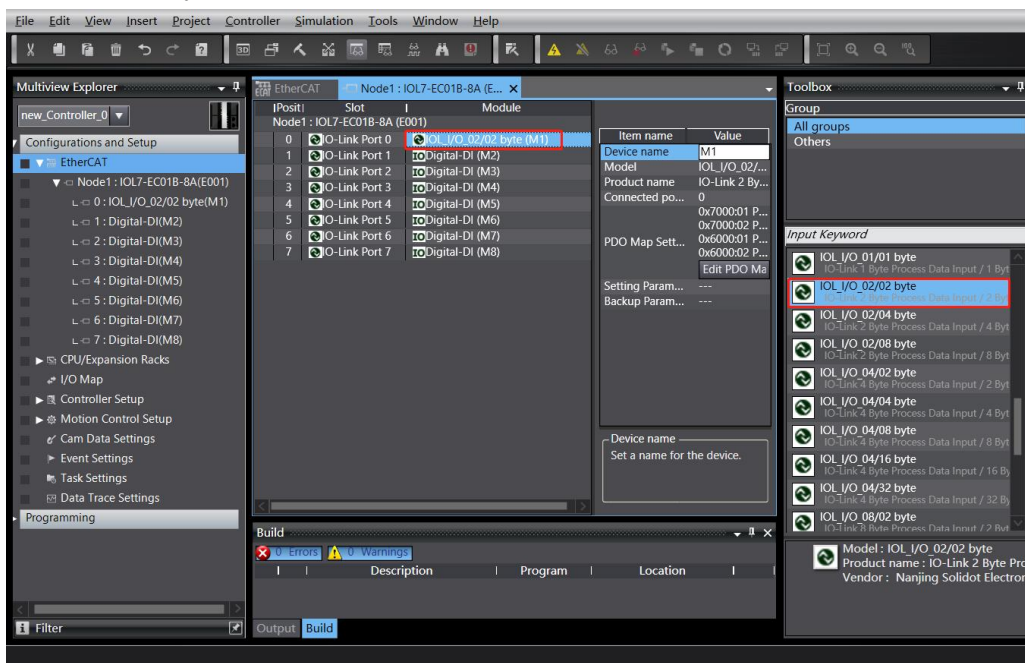 File Edit View Insert Project Controller Simulation Tools Window Help
Multiview Explorer
new_Controller_0
Configurations and Setup
EtherCAT
Node1 : IOL7-EC01B-8A(E001)
0 : IOL_I/O_02/02 byte(M1)
1 : Digital-DI(M2)
2 : Digital-DI(M3)
3 : Digital-DI(M4)
4 : Digital-DI(M5)
5 : Digital-DI(M6)
6 : Digital-DI(M7)
7 : Digital-DI(M8)
CPU/Expansion Racks
I/O Map
Controller Setup
Motion Control Setup
Cam Data Settings
Event Settings
Task Settings
Data Trace Settings
Programming
Filter
EtherCAT Node1 : IOL7-EC01B-8A (E...
Posit Slot Module
Node1 : IOL7-EC01B-8A (E001)
0 IO-Link Port 0 IOL_I/O_02/02 byte (M1)
1 IO-Link Port 1 Digital-DI (M2)
2 IO-Link Port 2 Digital-DI (M3)
3 IO-Link Port 3 Digital-DI (M4)
4 IO-Link Port 4 Digital-DI (M5)
5 IO-Link Port 5 Digital-DI (M6)
6 IO-Link Port 6 Digital-DI (M7)
7 IO-Link Port 7 Digital-DI (M8)
Item name Value
Device name M1
Model IOL_I/O_02/...
Product name IO-Link 2 By...
Connected po... 0
0x7000:01 P...
0x7000:02 P...
PDO Map Sett... 0x6000:01 P...
0x6000:02 P...
Edit PDO Ma
Setting Param... ---
Backup Param... ---
Device name
Set a name for the device.
Build
0 Errors 0 Warnings
Description Program Location
Output Build
Toolbox
Group
All groups
Others
Input Keyword
IOL_I/O_01/01 byte
IO-Link 1 Byte Process Data Input / 1 Byt
IOL_I/O_02/02 byte
IO-Link 2 Byte Process Data Input / 2 Byt
IOL_I/O_02/04 byte
IO-Link 2 Byte Process Data Input / 4 Byt
IOL_I/O_02/08 byte
IO-Link 2 Byte Process Data Input / 8 Byt
IOL_I/O_04/02 byte
IO-Link 4 Byte Process Data Input / 2 Byt
IOL_I/O_04/04 byte
IO-Link 4 Byte Process Data Input / 4 Byt
IOL_I/O_04/08 byte
IO-Link 4 Byte Process Data Input / 8 Byt
IOL_I/O_04/16 byte
IO-Link 4 Byte Process Data Input / 16 By
IOL_I/O_04/32 byte
IO-Link 4 Byte Process Data Input / 32 By
IOL_I/O_08/02 byte
IO-Link 8 Byte Process Data Input / 2 Byt
Model : IOL_I/O_02/02 byte
Product name : IO-Link 2 Byte Pro
Vendor : Nanjing Solidot Electron